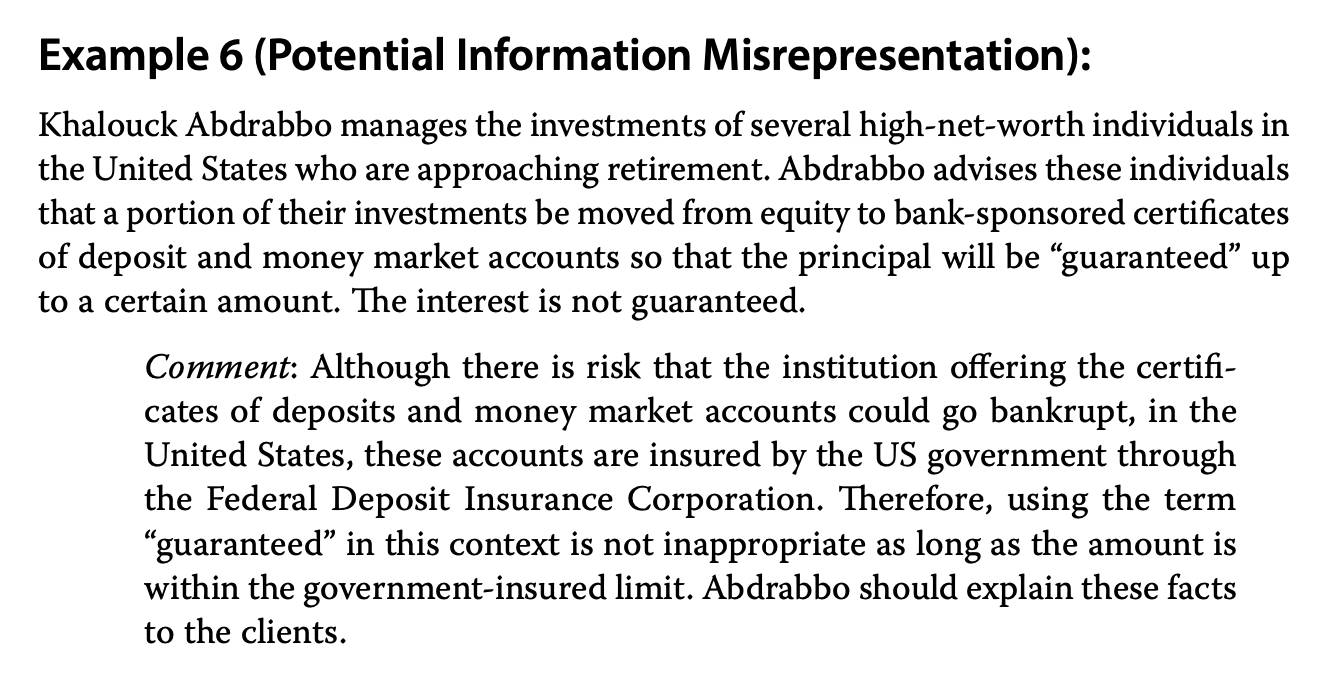 Example 6 (Potential Information Misrepresentation):
Khalouck Abdrabbo manages the investments of several high-net-worth individuals in
the United States who are approaching retirement. Abdrabbo advises these individuals
that a portion of their investments be moved from equity to bank-sponsored certificates
of deposit and money market accounts so that the principal will be “guaranteed” up
to a certain amount. The interest is not guaranteed.
Comment: Although there is risk that the institution offering the certifi-
cates of deposits and money market accounts could go bankrupt, in the
United States, these accounts are insured by the US government through
the Federal Deposit Insurance Corporation. Therefore, using the term
“guaranteed” in this context is not inappropriate as long as the amount is
within the government-insured limit. Abdrabbo should explain these facts
to the clients.